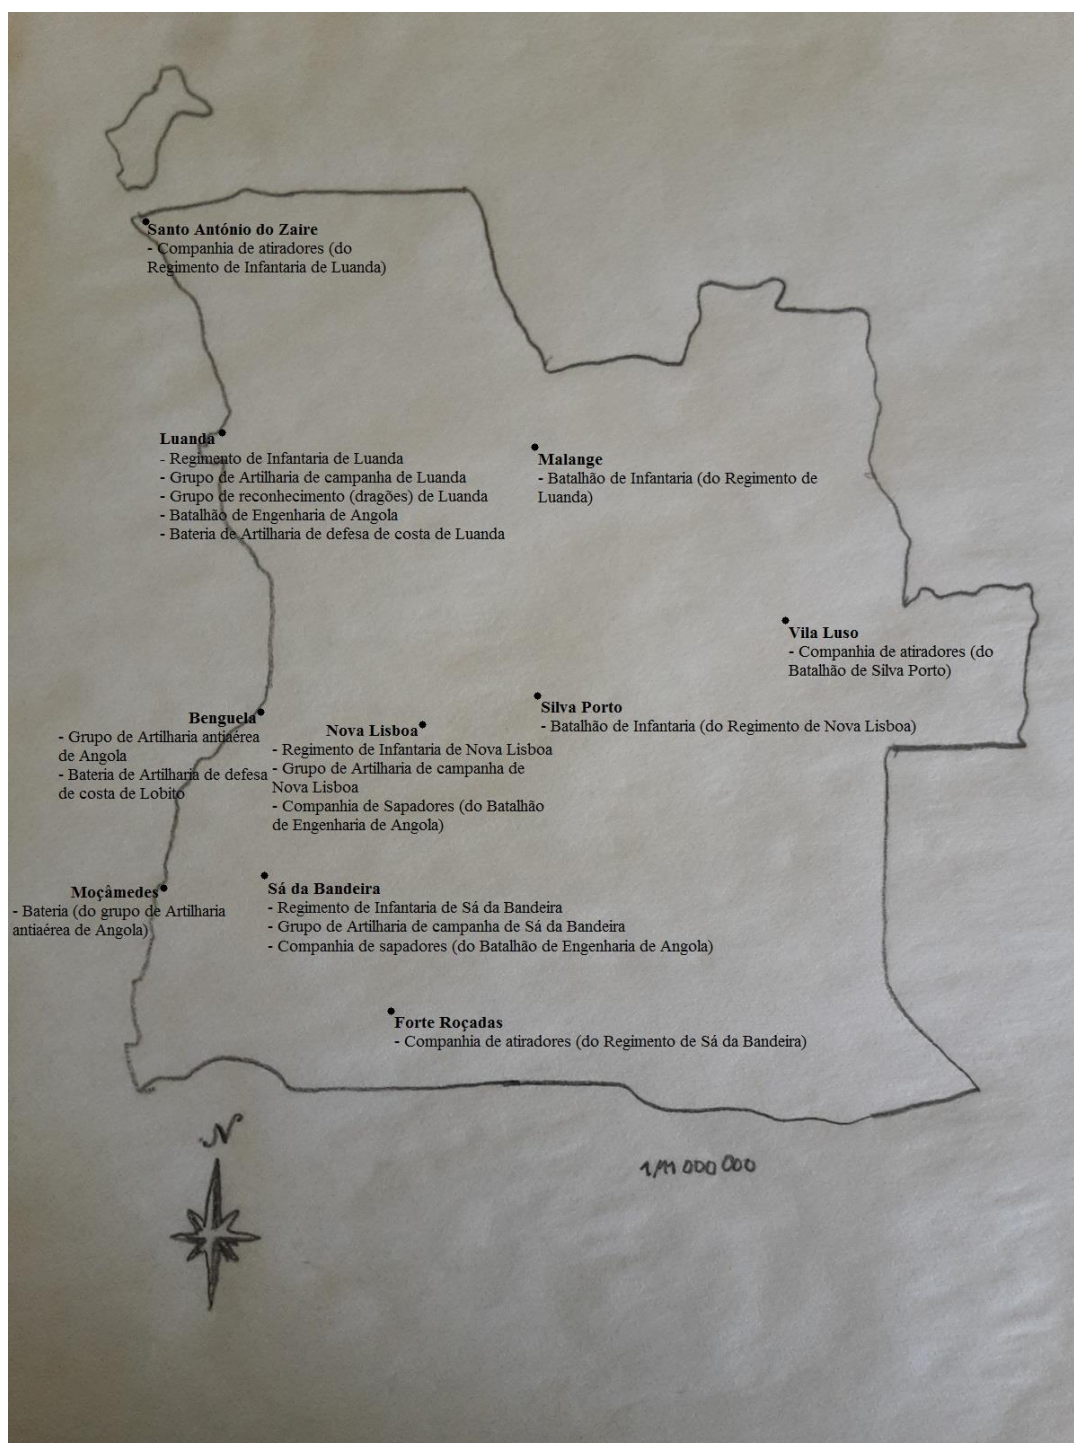 Santo António do Zaire
- Companhia de atiradores (do
Regimento de Infantaria de Luanda)
Luanda
- Regimento de Infantaria de Luanda
- Grupo de Artilharia de campanha de Luanda
- Grupo de reconhecimento (dragões) de Luanda
- Batalhão de Engenharia de Angola
- Bateria de Artilharia de defesa de costa de Luanda
Malange
- Batalhão de Infantaria (do Regimento de
Luanda)
Vila Luso
- Companhia de atiradores (do
Batalhão de Silva Porto)
Silva Porto
- Batalhão de Infantaria (do Regimento de Nova Lisboa)
Benguela
- Grupo de Artilharia antiaérea
de Angola
- Bateria de Artilharia de defesa
de costa de Lobito
Nova Lisboa
- Regimento de Infantaria de Nova Lisboa
- Grupo de Artilharia de campanha de
Nova Lisboa
- Companhia de Sapadores (do Batalhão
de Engenharia de Angola)
Moçâmedes
- Bateria (do grupo de Artilharia
antiaérea de Angola)
Sá da Bandeira
- Regimento de Infantaria de Sá da Bandeira
- Grupo de Artilharia de campanha de Sá da Bandeira
- Companhia de sapadores (do Batalhão de Engenharia de Angola)
Forte Roçadas
- Companhia de atiradores (do Regimento de Sá da Bandeira)
N
1/11 000 000